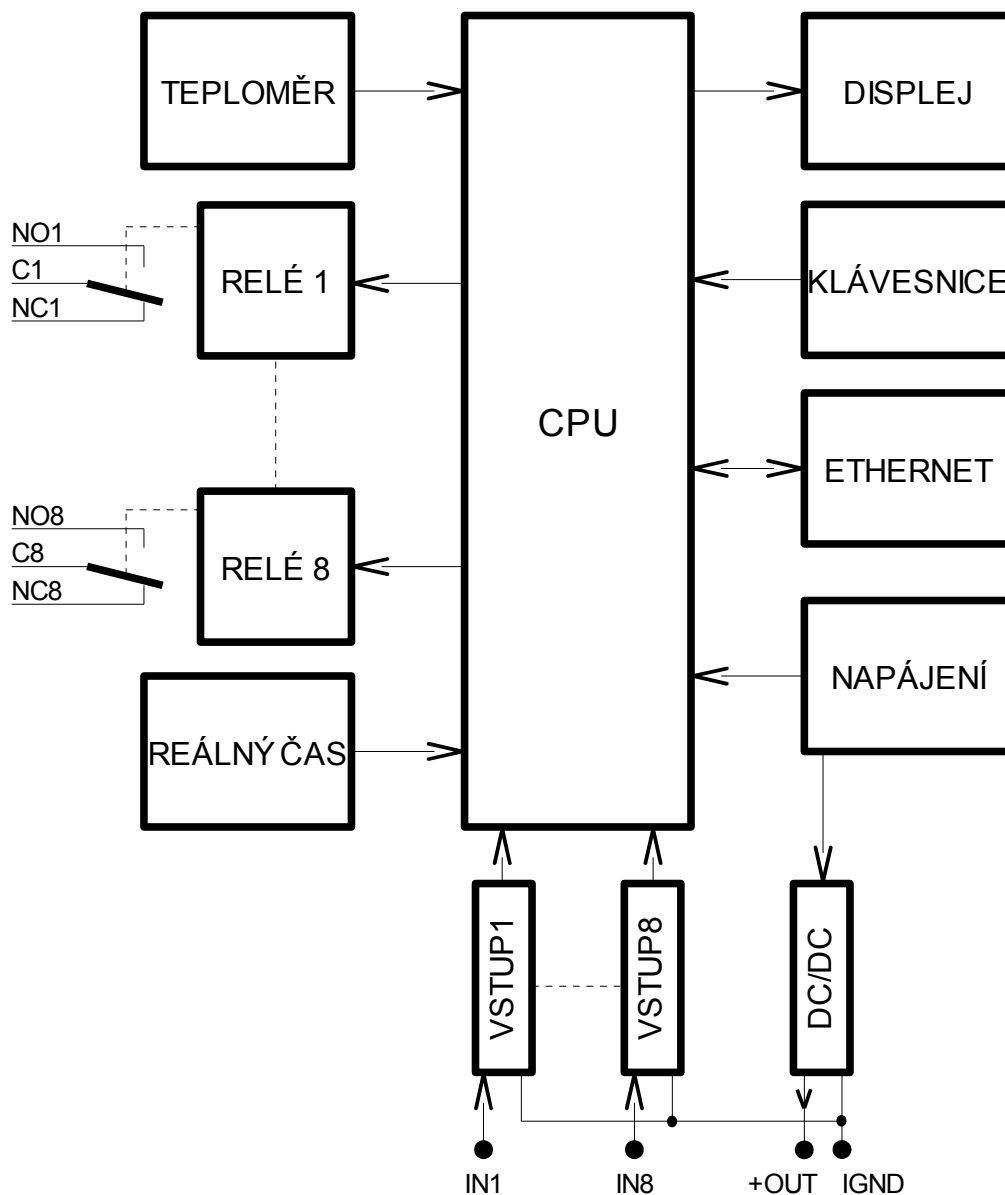 TEPLOMĚR
DISPLEJ
NO1
C1
NC1
RELÉ 1
KLÁVESNICE
CPU
ETHERNET
NO8
C8
NC8
RELÉ 8
NAPÁJENÍ
REÁLNÝ ČAS
VSTUP1
VSTUP8
DC/DC
IN1
IN8
+OUT
IGND